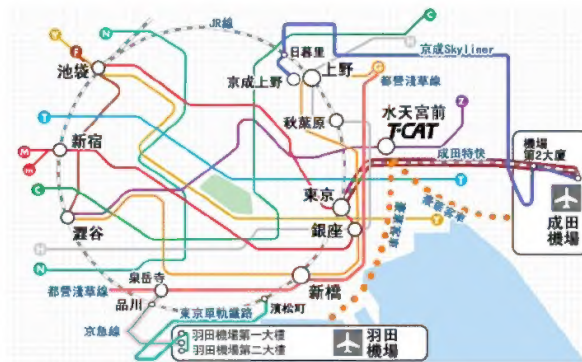 C
N
JR線
Y
F
N
H
日暮里
京成Skyliner
池袋
京成上野
上野
都營浅草線
G
水天宮前
T-CAT
Z
秋葉原
T
新宿
M
m
成田特快
機場
第2大廈
C
東京
T
成田
機場
澀谷
銀座
Y
H
N
泉岳寺
新橋
都營浅草線
品川
東京單軌鐵路
濱松町
京急線
羽田機場第一大樓
羽田機場第二大樓
羽田
機場